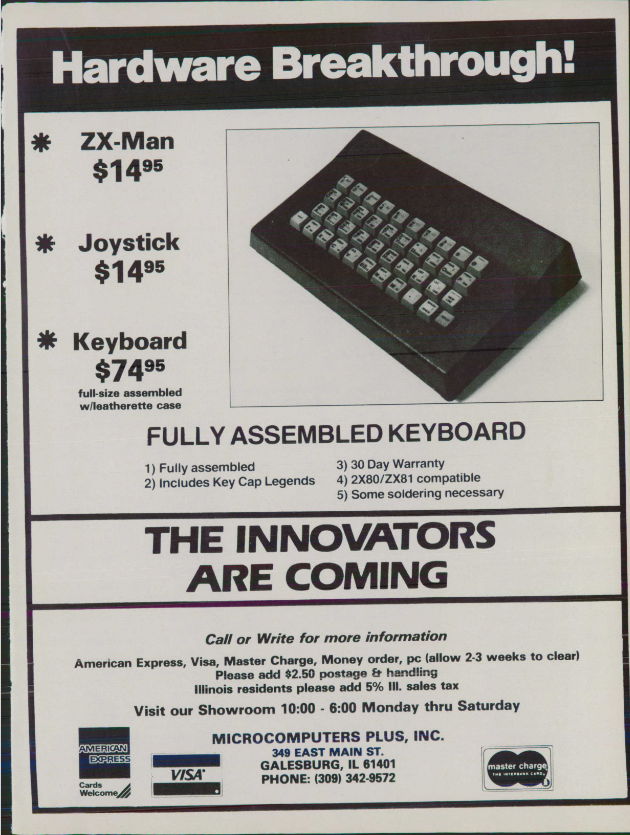 Hardware Breakthrough!
* ZX-Man
$14 95
* Joystick
$14 95
* Keyboard
$74 95
full-size assembled
w/leatherette case
FULLY ASSEMBLED KEYBOARD
1) Fully assembled
2) Includes Key Cap Legends
3) 30 Day Warranty
4) 2X80/ZX81 compatible
5) Some soldering necessary
THE INNOVATORS
ARE COMING
Call or Write for more information
American Express, Visa, Master Charge, Money order, pc (allow 2-3 weeks to clear)
Please add $2.50 postage & handling
Illinois residents please add 5% Ill. sales tax
Visit our Showroom 10:00 - 6:00 Monday thru Saturday
MICROCOMPUTERS PLUS, INC.
349 EAST MAIN ST.
GALESBURG, IL 61401
PHONE: (309) 342-9572
AMERICAN
EXPRESS
Cards
Welcome
VISA
master charge
THE INTERBANK CARD